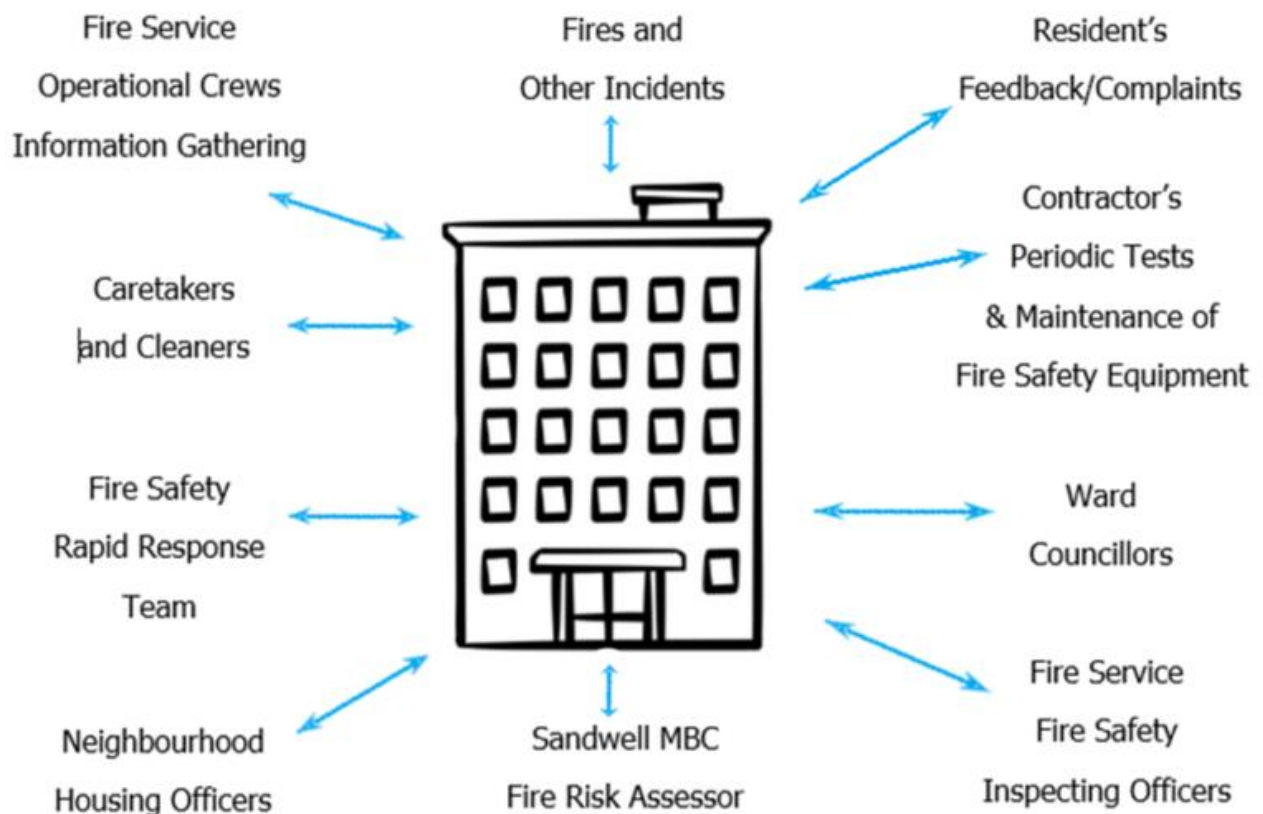 Fire Service
Operational Crews
Information Gathering
Fires and
Other Incidents
Resident's
Feedback/Complaints
Contractor's
Periodic Tests
& Maintenance of
Fire Safety Equipment
Caretakers
and Cleaners
Fire Safety
Rapid Response
Team
Ward
Councillors
Neighbourhood
Housing Officers
Sandwell MBC
Fire Risk Assessor
Fire Service
Fire Safety
Inspecting Officers